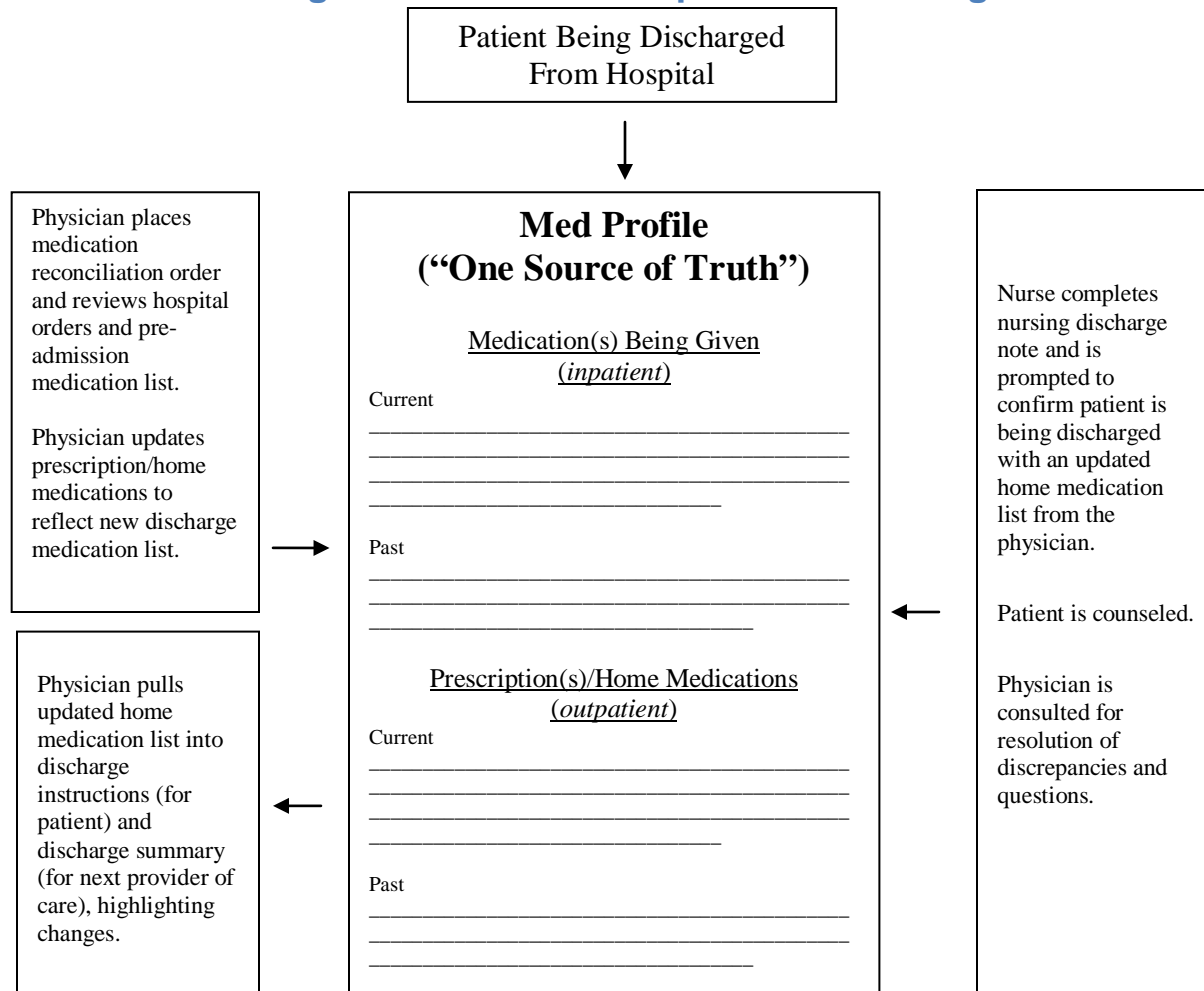 Patient Being Discharged
From Hospital
Physician places
medication
reconciliation order
and reviews hospital
orders and pre-
admission
medication list.
Physician updates
prescription/home
medications to
reflect new discharge
medication list.
Physician pulls
updated home
medication list into
discharge
instructions (for
patient) and
discharge summary
(for next provider of
care), highlighting
changes.
Med Profile
(“One Source of Truth”)
Medication(s) Being Given
(inpatient)
Current
Past
Prescription(s)/Home Medications
(outpatient)
Current
Past
Nurse completes
nursing discharge
note and is
prompted to
confirm patient is
being discharged
with an updated
home medication
list from the
physician.
Patient is counseled.
Physician is
consulted for
resolution of
discrepancies and
questions.